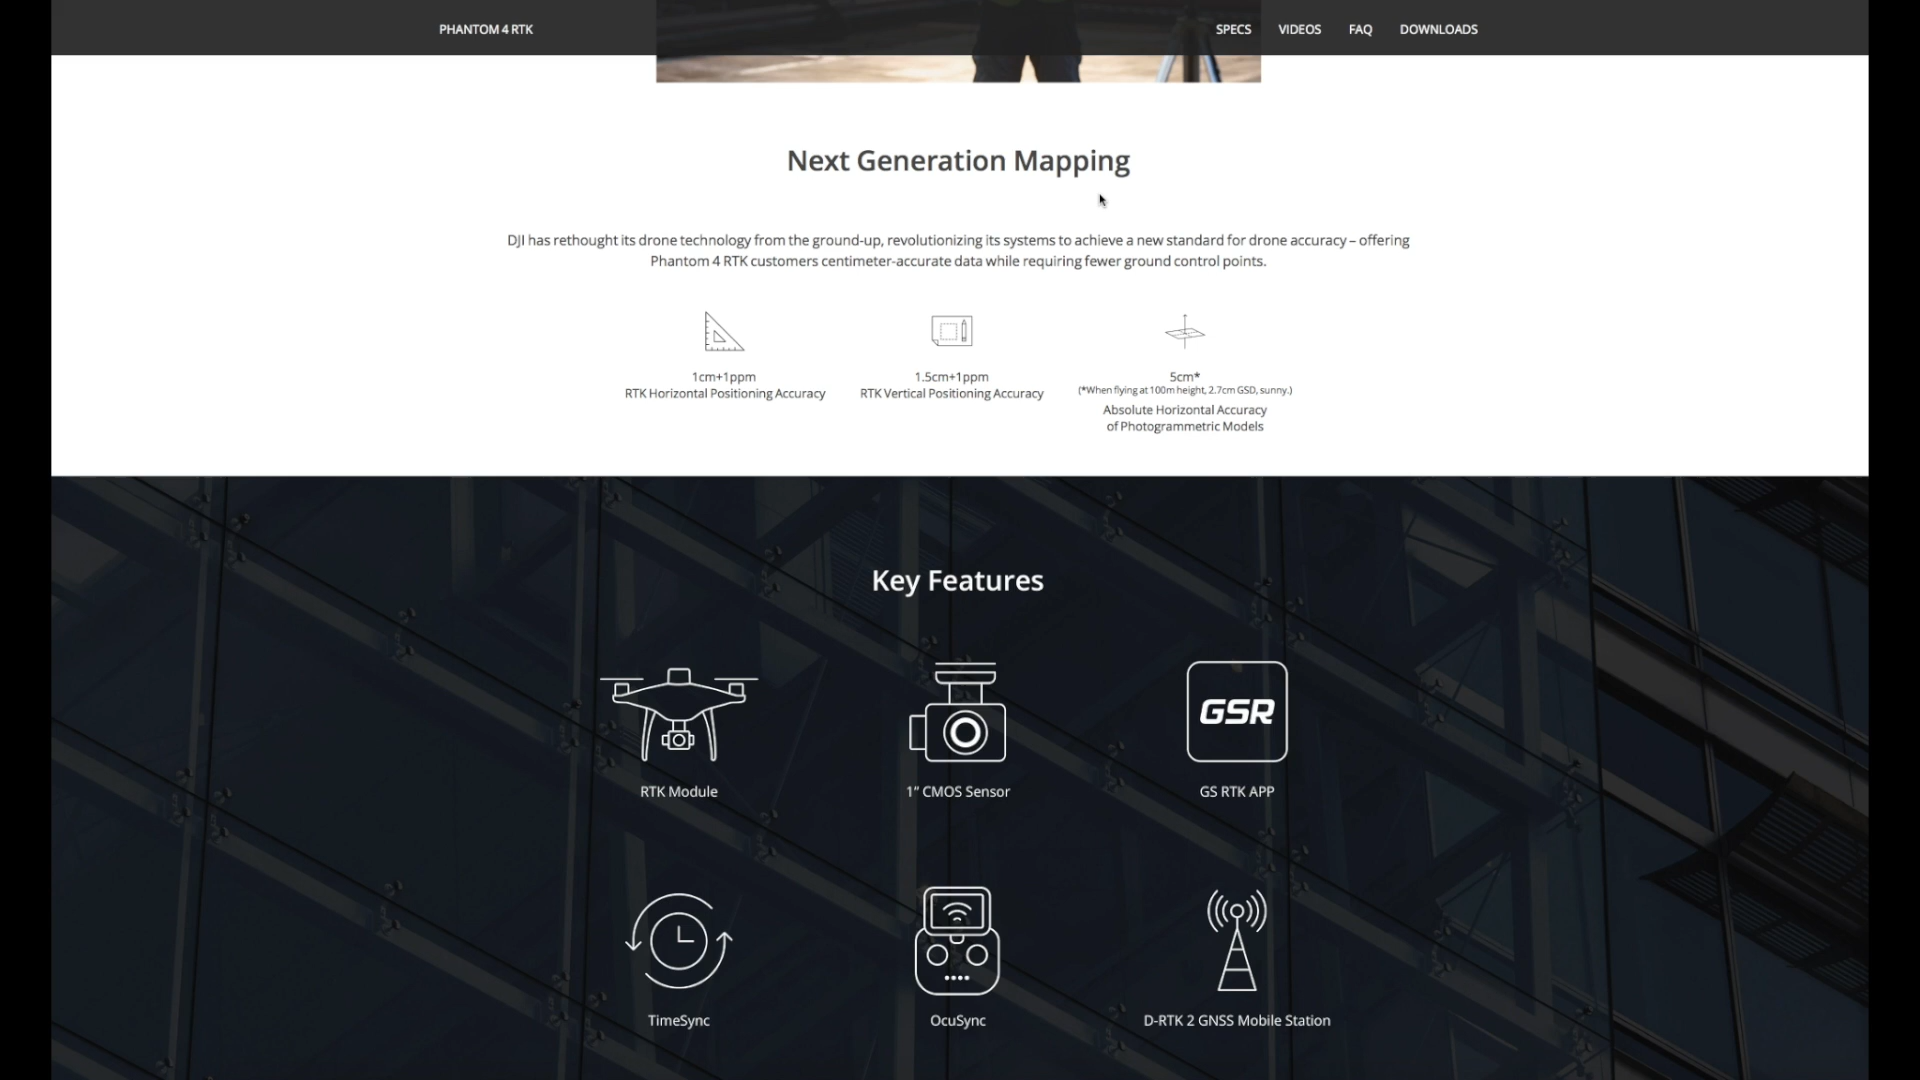 PHANTOM 4 RTK
SPECS
VIDEOS
FAQ
DOWNLOADS
Next Generation Mapping
DJI has rethought its drone technology from the ground-up, revolutionizing its systems to achieve a new standard for drone accuracy – offering
Phantom 4 RTK customers centimeter-accurate data while requiring fewer ground control points.
1cm+1ppm
RTK Horizontal Positioning Accuracy
1.5cm+1ppm
RTK Vertical Positioning Accuracy
5cm*
(*When flying at 100m height, 2.7cm GSD, sunny.)
Absolute Horizontal Accuracy
of Photogrammetric Models
Key Features
RTK Module
1” CMOS Sensor
GSR
GS RTK APP
TimeSync
OcuSync
D-RTK 2 GNSS Mobile Station